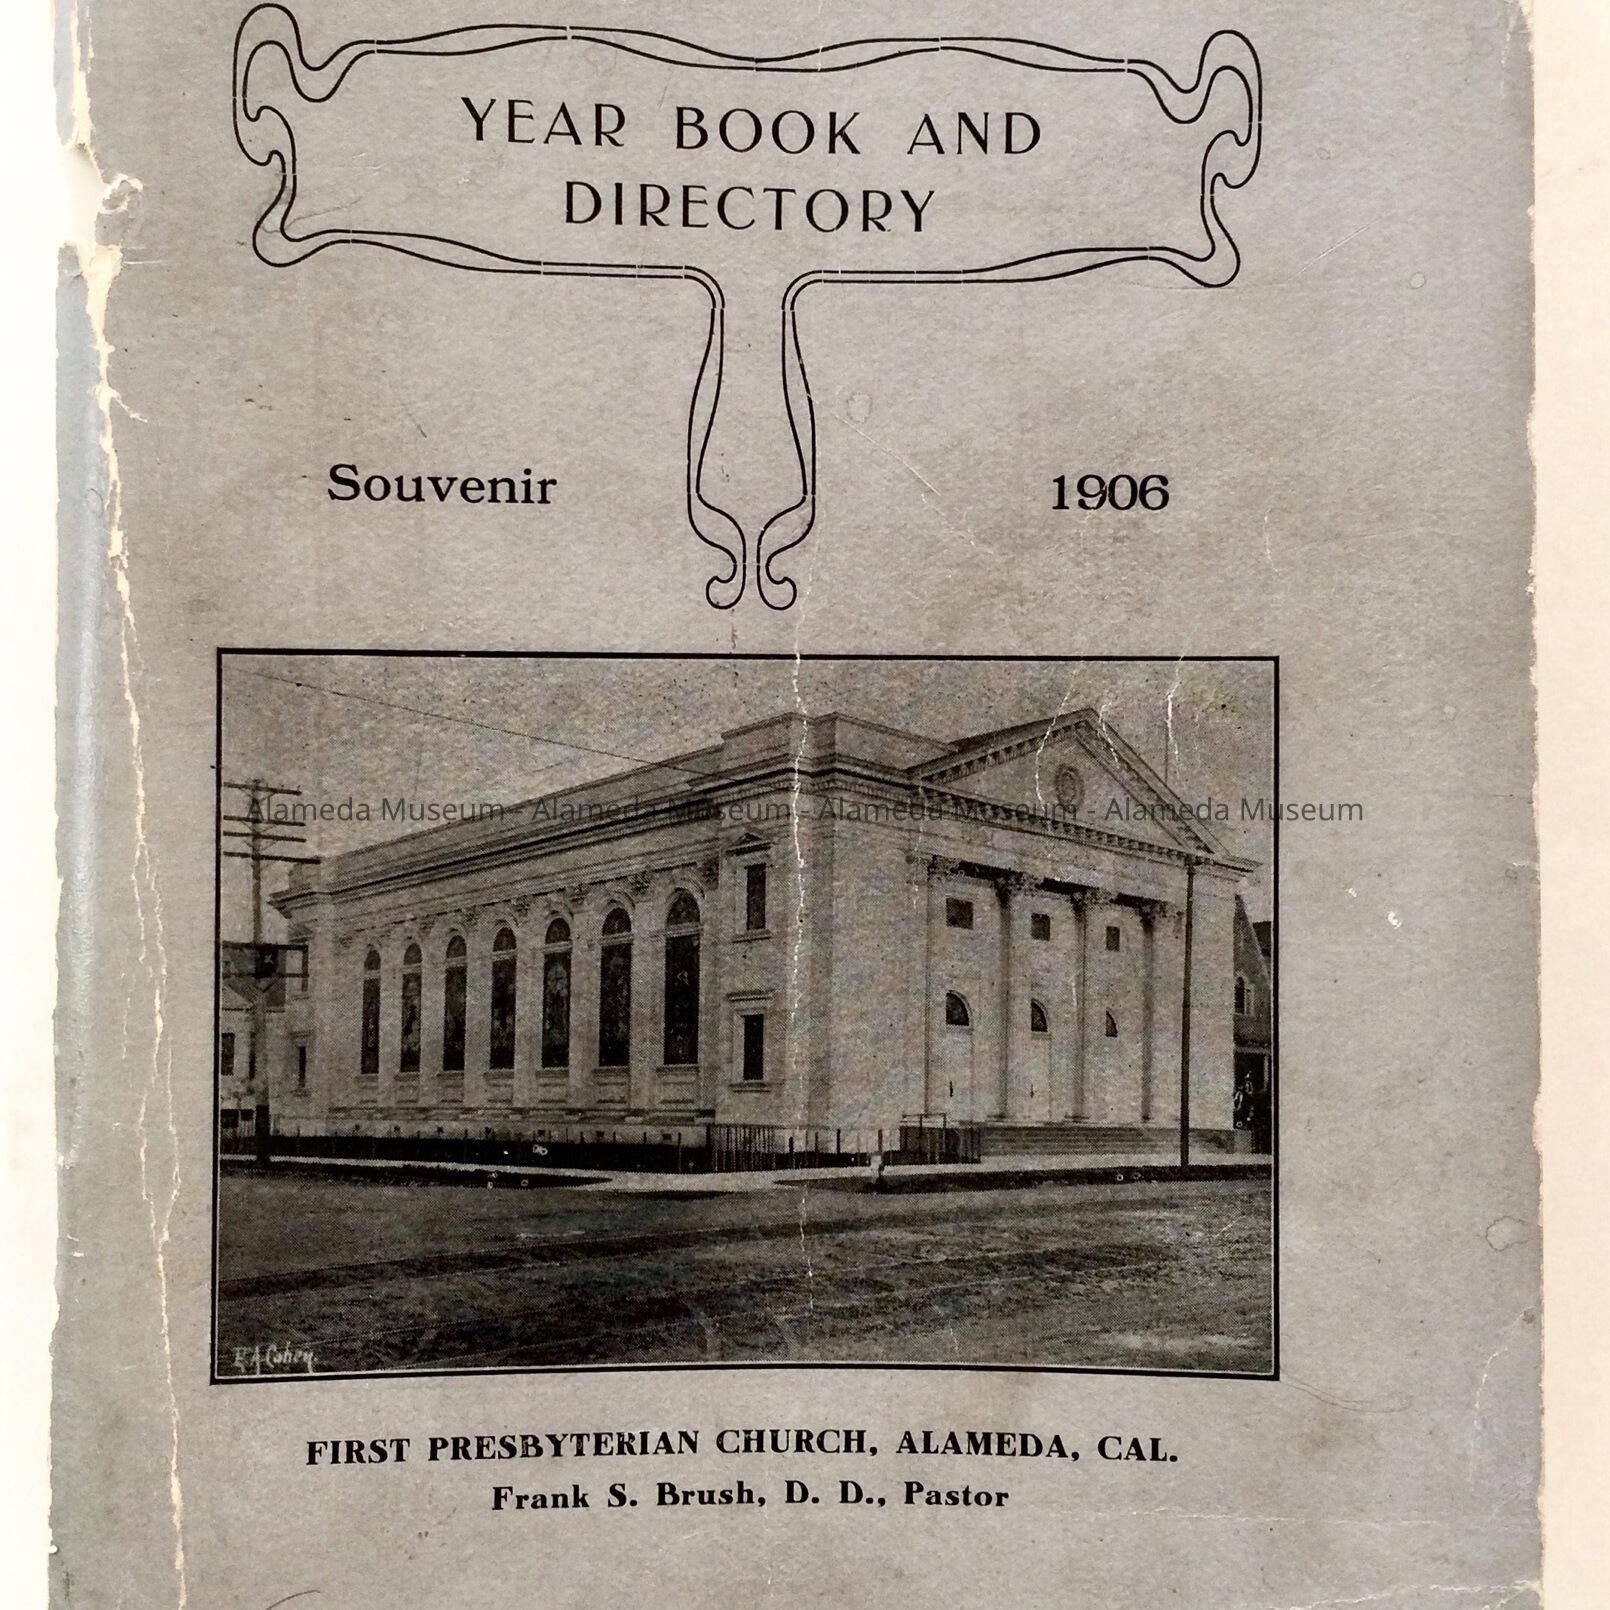 YEAR BOOK AND
DIRECTORY
Souvenir 1906
Alameda Museum - Alameda Museum - Alameda Museum - Alameda Museum
E.A. Cohen
FIRST PRESBYTERIAN CHURCH, ALAMEDA, CAL.
Frank S. Brush, D. D., Pastor